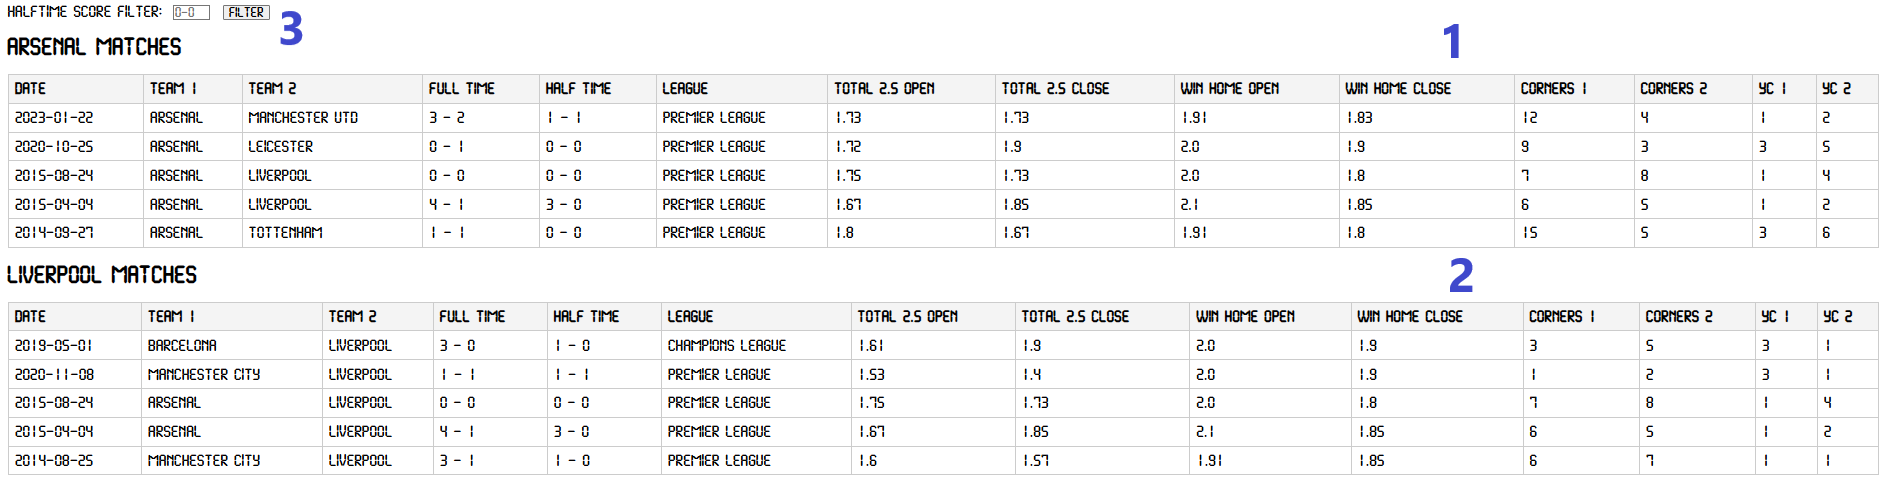 HALFTIME SCORE FILTER: 0-0 FILTER
3
1
ARSENAL MATCHES
DATE TEAM 1 TEAM 2 FULL TIME HALF TIME LEAGUE TOTAL 2.5 OPEN TOTAL 2.5 CLOSE WIN HOME OPEN WIN HOME CLOSE CORNERS 1 CORNERS 2 YC 1 YC 2
2023-01-22 ARSENAL MANCHESTER UTD 3 - 2 1 - 1 PREMIER LEAGUE 1.73 1.73 1.91 1.83 12 4 1 2
2020-10-25 ARSENAL LEICESTER 0 - 1 0 - 0 PREMIER LEAGUE 1.72 1.9 2.0 1.9 9 3 3 5
2015-08-24 ARSENAL LIVERPOOL 0 - 0 0 - 0 PREMIER LEAGUE 1.75 1.73 2.0 1.8 7 8 1 4
2015-04-04 ARSENAL LIVERPOOL 4 - 1 3 - 0 PREMIER LEAGUE 1.67 1.85 2.1 1.85 6 5 1 2
2014-09-27 ARSENAL TOTTENHAM 1 - 1 0 - 0 PREMIER LEAGUE 1.8 1.67 1.91 1.8 15 5 3 6
LIVERPOOL MATCHES
2
DATE TEAM 1 TEAM 2 FULL TIME HALF TIME LEAGUE TOTAL 2.5 OPEN TOTAL 2.5 CLOSE WIN HOME OPEN WIN HOME CLOSE CORNERS 1 CORNERS 2 YC 1 YC 2
2019-05-01 BARCELONA LIVERPOOL 3 - 0 1 - 0 CHAMPIONS LEAGUE 1.61 1.9 2.0 1.9 3 5 3 1
2020-11-08 MANCHESTER CITY LIVERPOOL 1 - 1 1 - 1 PREMIER LEAGUE 1.53 1.4 2.0 1.9 1 2 3 1
2015-08-24 ARSENAL LIVERPOOL 0 - 0 0 - 0 PREMIER LEAGUE 1.75 1.73 2.0 1.8 7 8 1 4
2015-04-04 ARSENAL LIVERPOOL 4 - 1 3 - 0 PREMIER LEAGUE 1.67 1.85 2.1 1.85 6 5 1 2
2014-08-25 MANCHESTER CITY LIVERPOOL 3 - 1 1 - 0 PREMIER LEAGUE 1.6 1.57 1.91 1.85 6 7 1 1